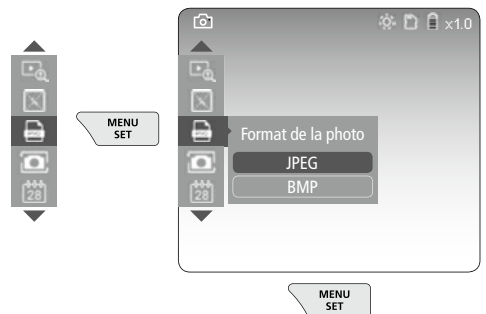 x1.0
MENU
SET
Format de la photo
JPEG
BMP
28
28
MENU
SET